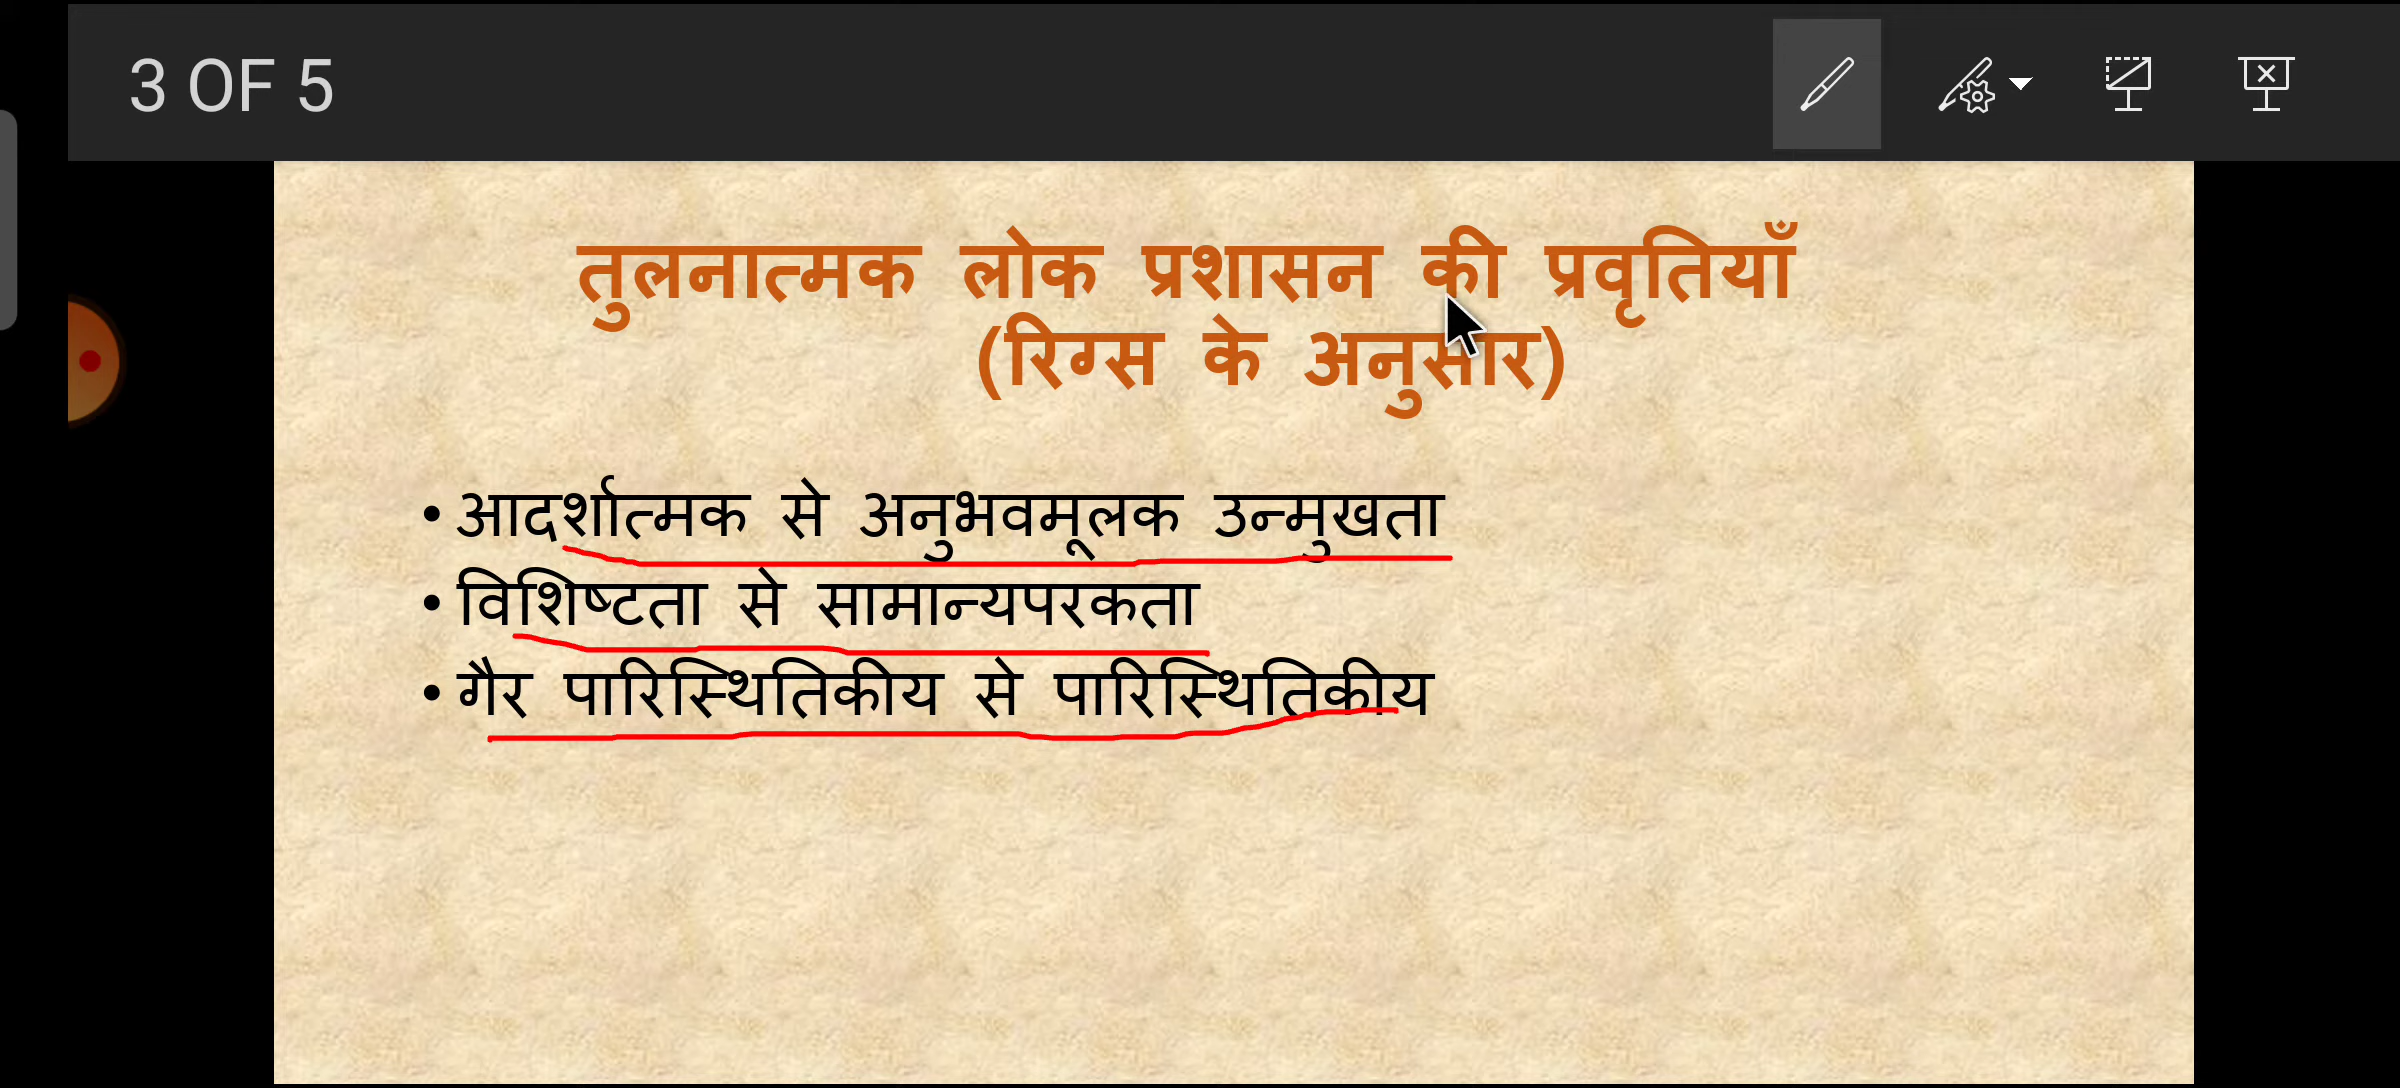 3 OF 5
तुलनात्मक लोक प्रशासन की प्रवृतियाँ
(रिग्स के अनुसार)
• आदर्शात्मक से अनुभवमूलक उन्मुखता
• विशिष्टता से सामान्यपरकता
• गैर पारिस्थितिकीय से पारिस्थितिकीय